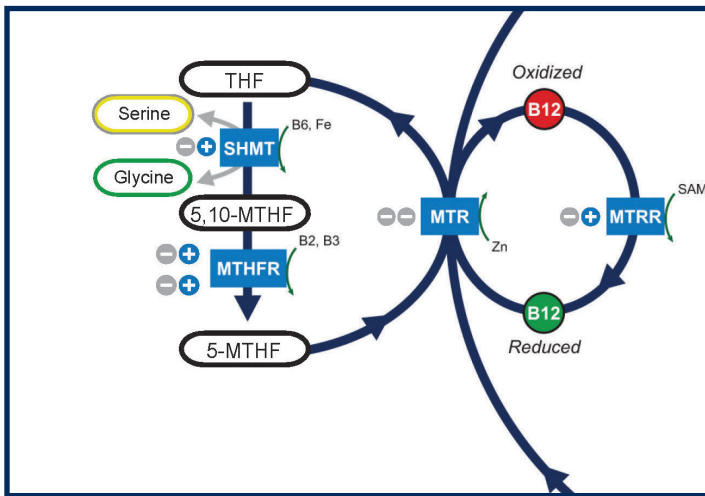 THF
Serine
B6, Fe
− + SHMT
Glycine
5,10-MTHF
B2, B3
− + MTHFR
− +
5-MTHF
Oxidized
B12
− − MTR
Zn
− + MTRR
SAM
B12
Reduced